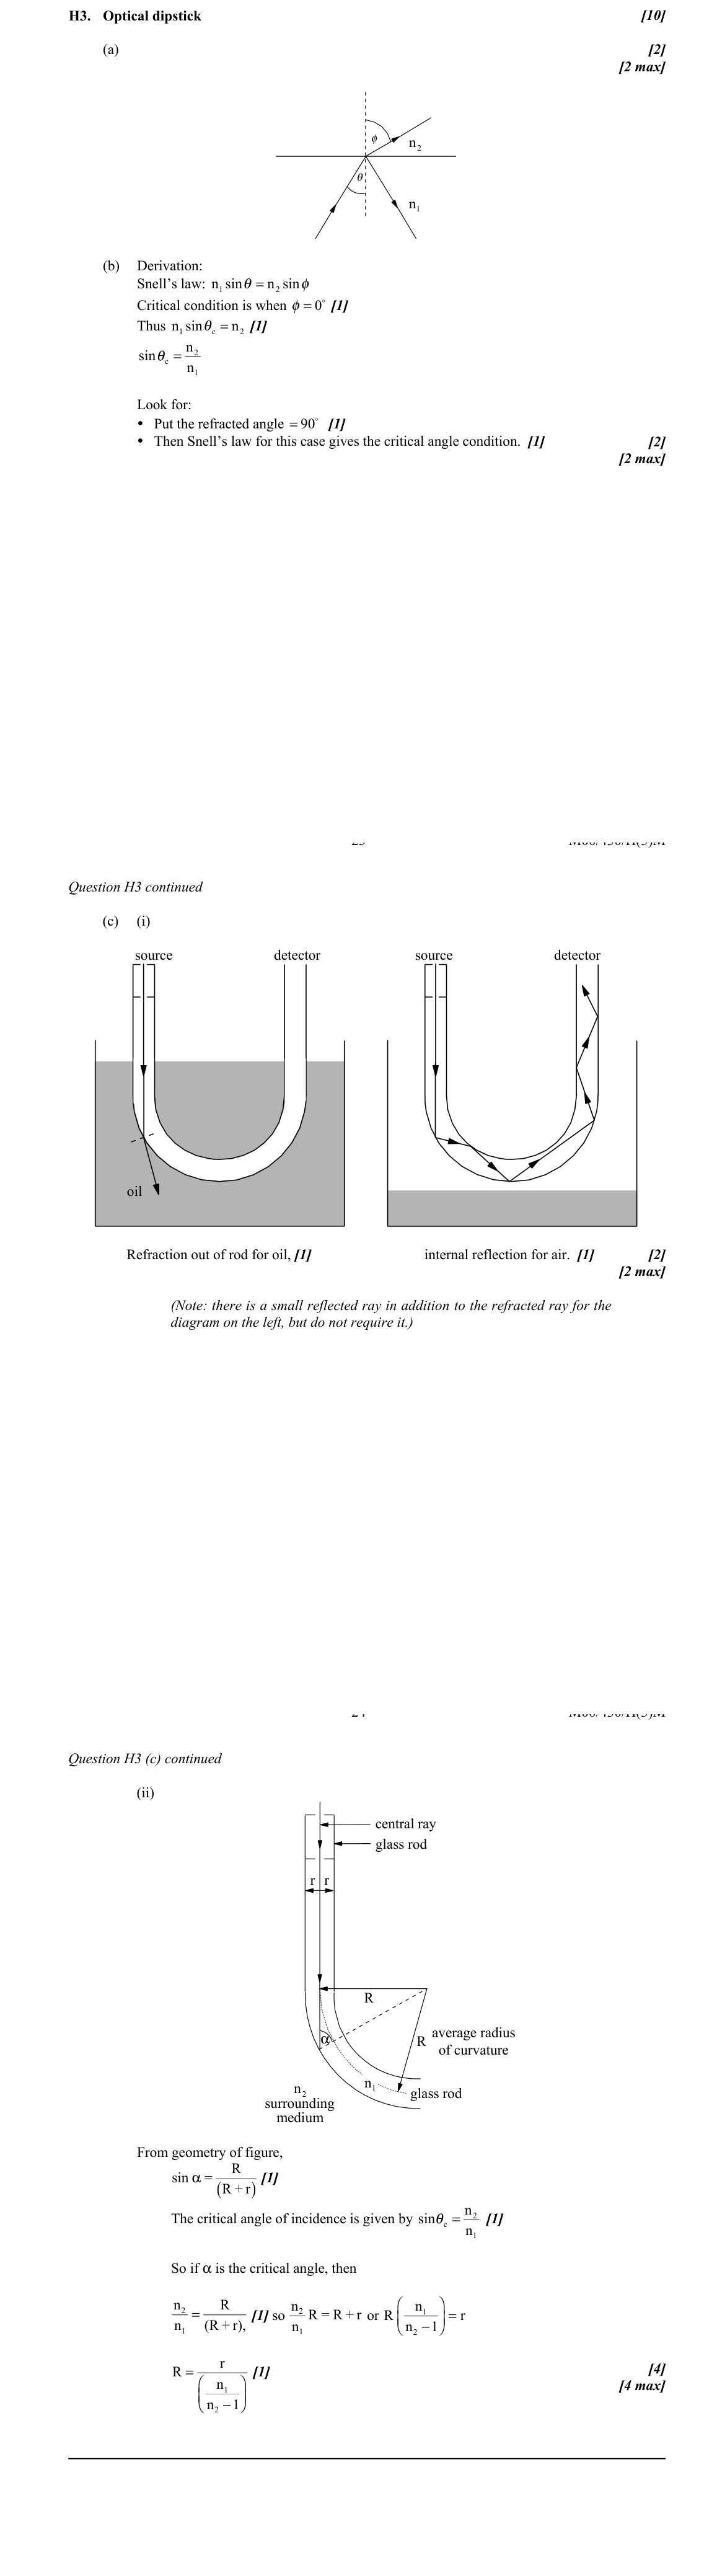 H3. Optical dipstick [10]
(a) [2]
[2 max]
ϕ
n₂
θ
n₁
(b) Derivation:
Snell's law: n₁ sin θ = n₂ sin ϕ
Critical condition is when ϕ = 0° [1]
Thus n₁ sin θc = n₂ [1]
sin θc = n₂/n₁
Look for:
• Put the refracted angle = 90° [1]
• Then Snell's law for this case gives the critical angle condition. [1] [2]
[2 max]
Question H3 continued
(c) (i)
source detector source detector
oil
Refraction out of rod for oil, [1] internal reflection for air. [1] [2]
[2 max]
(Note: there is a small reflected ray in addition to the refracted ray for the
diagram on the left, but do not require it.)
Question H3 (c) continued
(ii)
central ray
glass rod
r r
R
α
R average radius
of curvature
n₁
glass rod
n₂
surrounding
medium
From geometry of figure,
sin α = R/(R + r) [1]
The critical angle of incidence is given by sin θc = n₂/n₁ [1]
So if α is the critical angle, then
n₂/n₁ = R/(R + r), [1] so n₂/n₁ R = R + r or R(n₁/(n₂ − 1)) = r
R = r/(n₁/(n₂ − 1)) [1] [4]
[4 max]